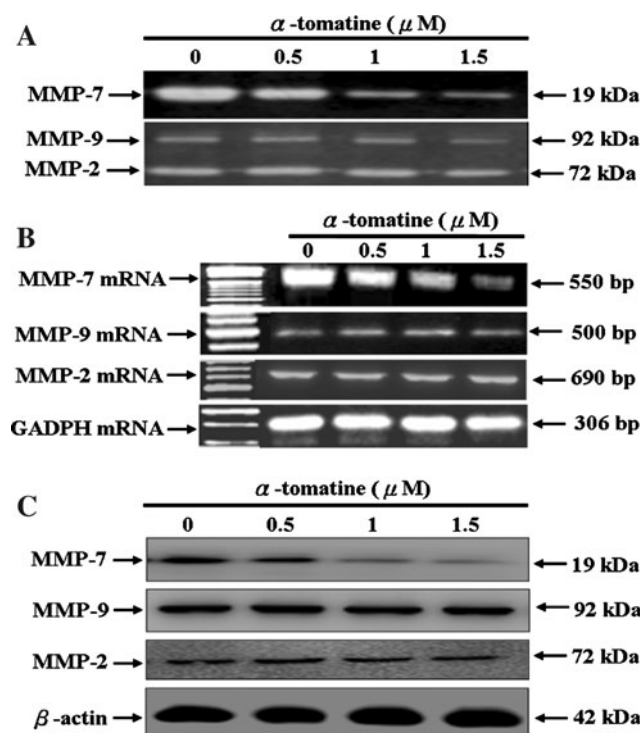 A
α-tomatine (μM)
0 0.5 1 1.5
MMP-7 19 kDa
MMP-9 92 kDa
MMP-2 72 kDa
B
α-tomatine (μM)
0 0.5 1 1.5
MMP-7 mRNA 550 bp
MMP-9 mRNA 500 bp
MMP-2 mRNA 690 bp
GADPH mRNA 306 bp
C
α-tomatine (μM)
0 0.5 1 1.5
MMP-7 19 kDa
MMP-9 92 kDa
MMP-2 72 kDa
β-actin 42 kDa